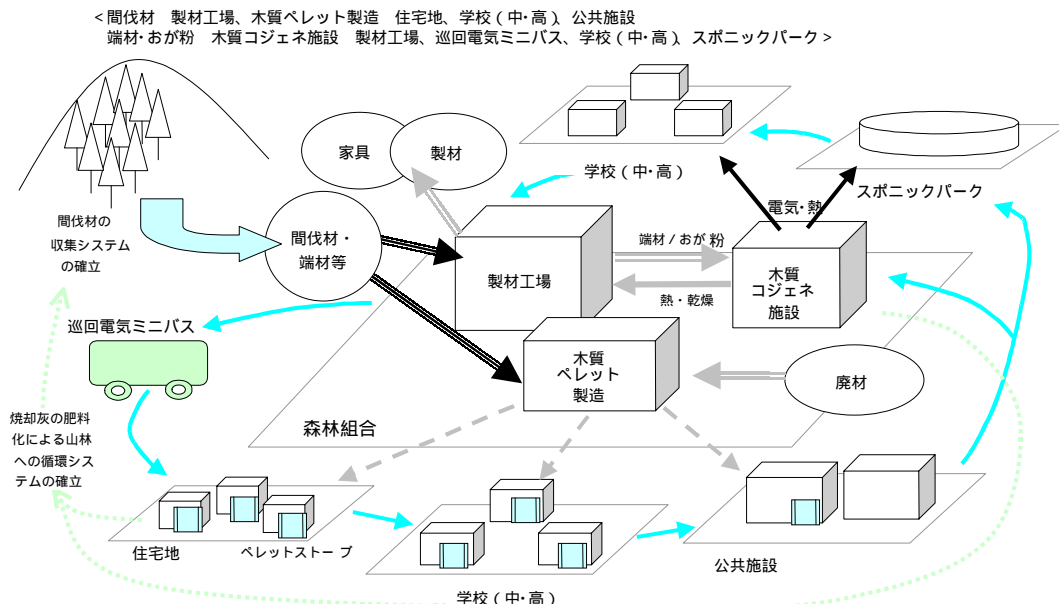 <間伐材　製材工場、木質ペレット製造　住宅地、学校（中･高）、公共施設
端材･おが粉　木質コジェネ施設　製材工場、巡回電気ミニバス、学校（中･高）、スポニックパーク>
家具
製材
学校（中･高）
スポニックパーク
間伐材の
収集システム
の確立
間伐材・
端材等
電気･熱
製材工場
端材/おが粉
熱・乾燥
木質
コジェネ
施設
巡回電気ミニバス
木質
ペレット
製造
廃材
焼却灰の肥料
化による山林
への循環シス
テムの確立
森林組合
住宅地
ペレットストーブ
公共施設
学校（中･高）